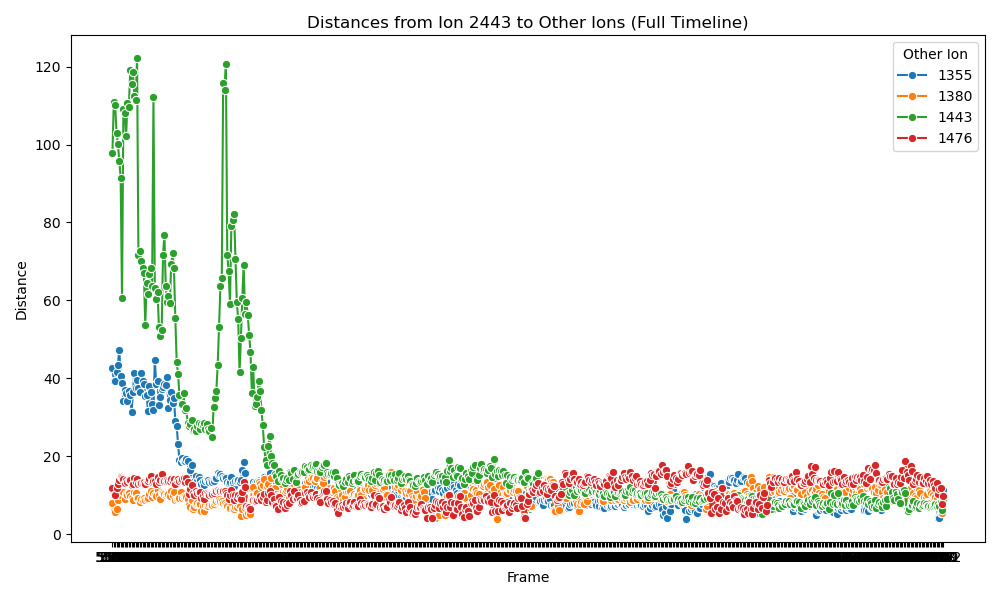 Distances from Ion 2443 to Other Ions (Full Timeline)
Other Ion
1355
1380
1443
1476
120
100
80
60
40
20
0
Distance
Frame